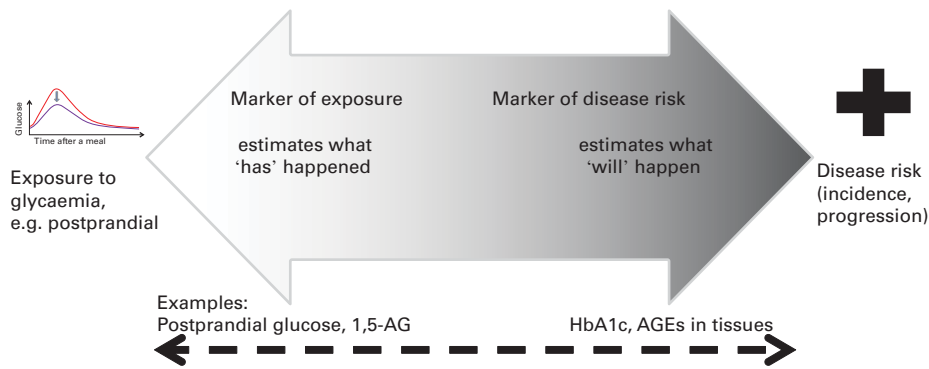 Glucose
Time after a meal
Exposure to
glycaemia,
e.g. postprandial
Marker of exposure
estimates what
‘has’ happened
Marker of disease risk
estimates what
‘will’ happen
Disease risk
(incidence,
progression)
Examples:
Postprandial glucose, 1,5-AG
HbA1c, AGEs in tissues